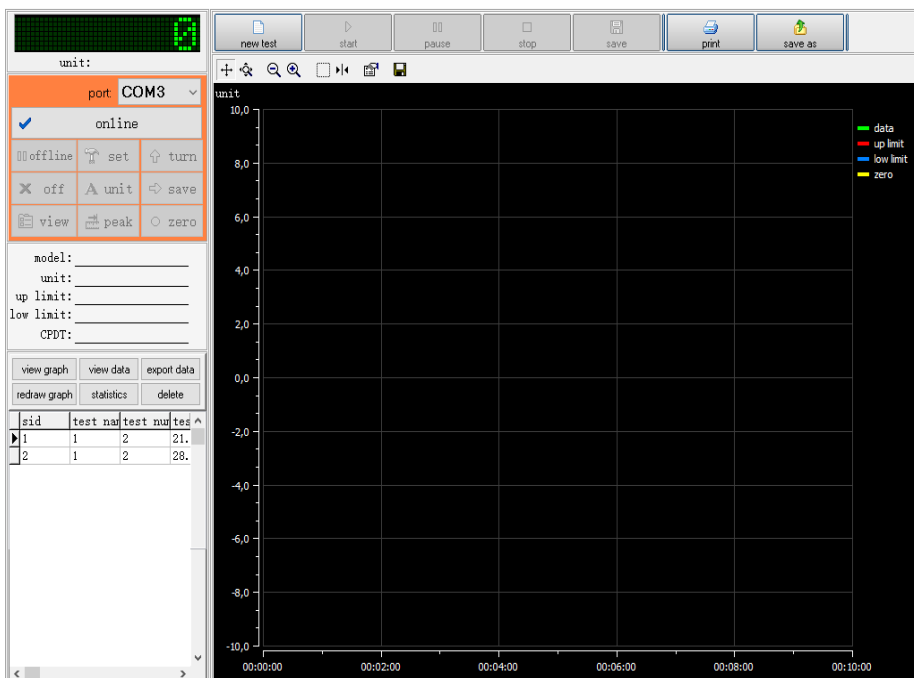 0
unit:
new test start pause stop save print save as
port: COM3
online
offline set turn
off unit save
view peak zero
model:
unit:
up limit:
low limit:
CPDT:
view graph view data export data
redraw graph statistics delete
sid test nar test nur tes
1 1 2 21.
2 1 2 28.
unit
10,0
8,0
6,0
4,0
2,0
0,0
-2,0
-4,0
-6,0
-8,0
-10,0
00:00:00 00:02:00 00:04:00 00:06:00 00:08:00 00:10:00
data
up limit
low limit
zero